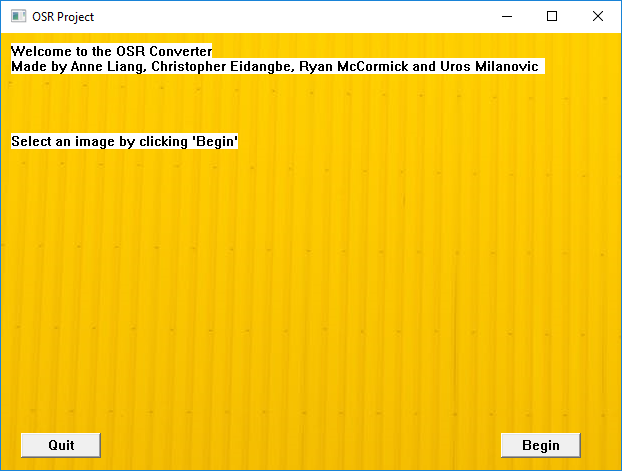 OSR Project
Welcome to the OSR Converter
Made by Anne Liang, Christopher Eidangbe, Ryan McCormick and Uros Milanovic
Select an image by clicking 'Begin'
Quit
Begin